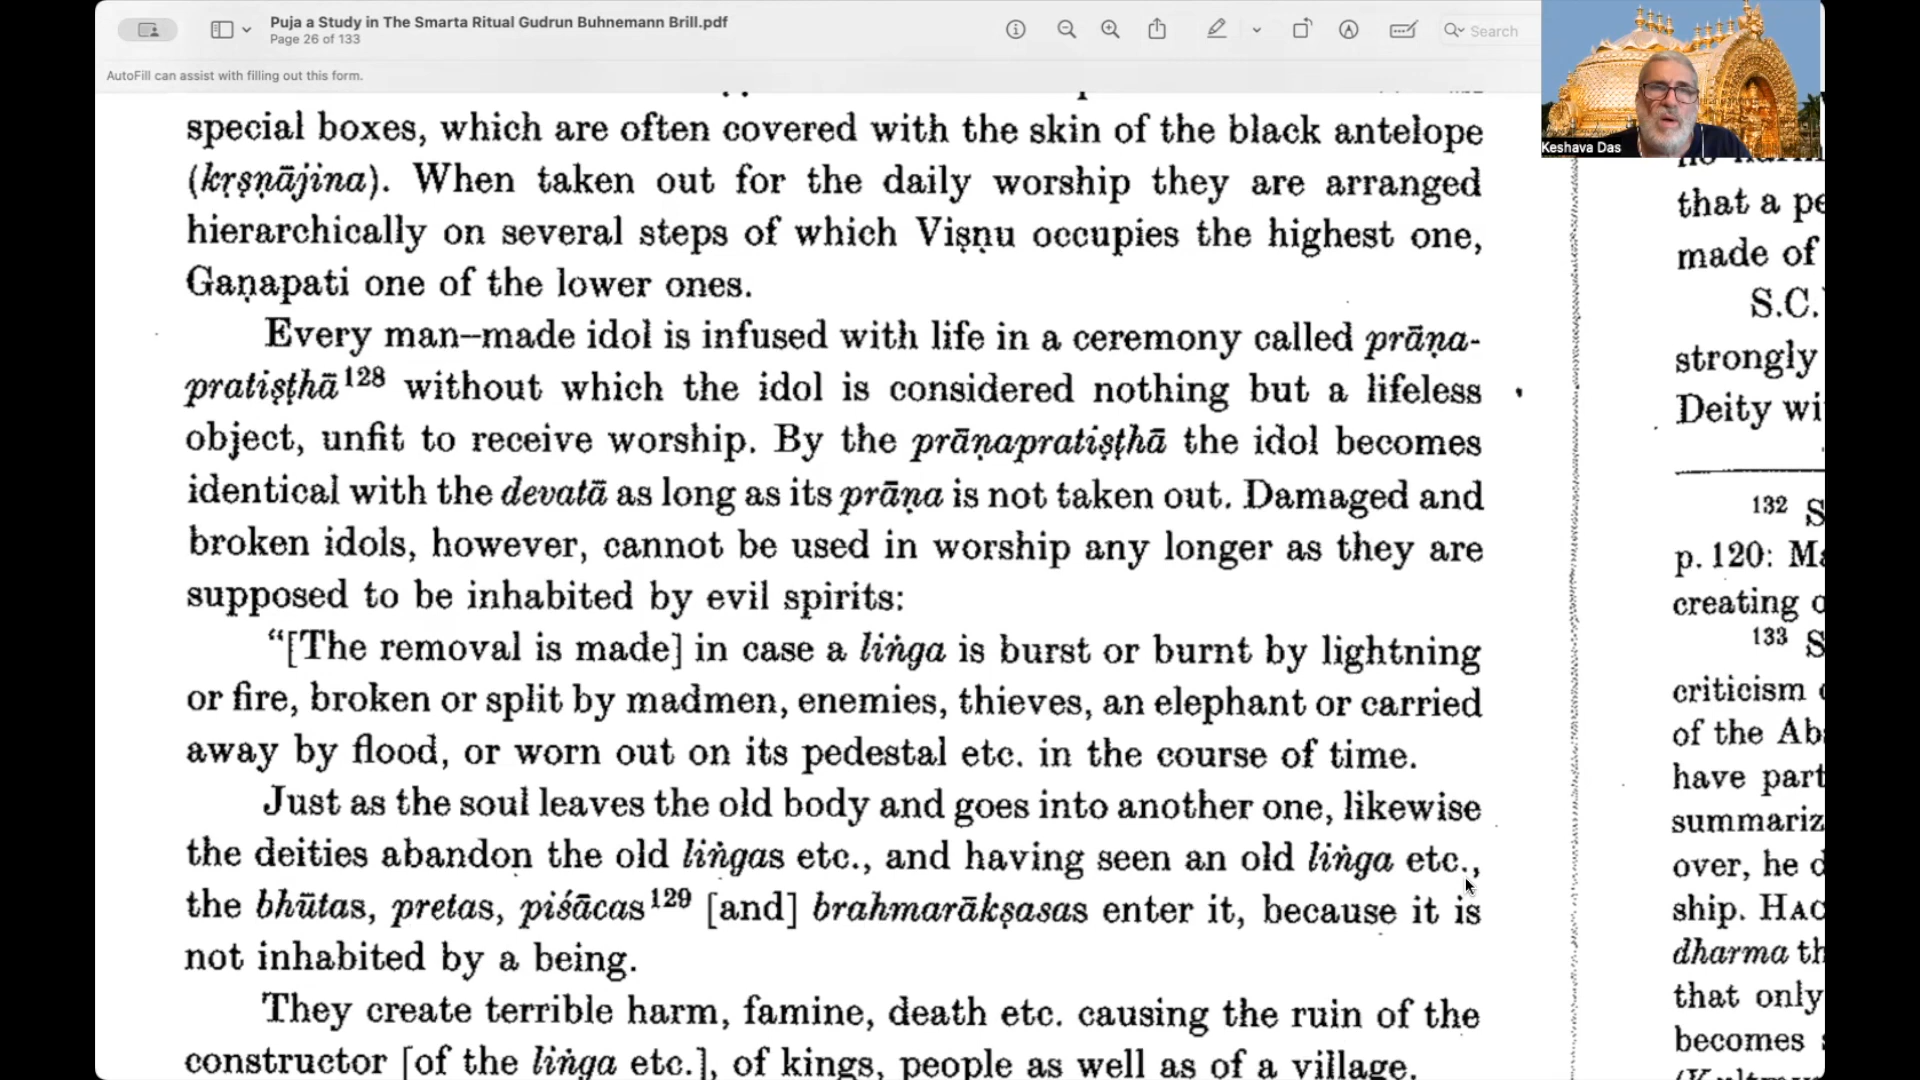 Puja a Study in The Smarta Ritual Gudrun Buhnemann Brill.pdf
Page 26 of 133
Search
AutoFill can assist with filling out this form.
Keshava Das
special boxes, which are often covered with the skin of the black antelope
(kṛṣṇājina). When taken out for the daily worship they are arranged
hierarchically on several steps of which Viṣṇu occupies the highest one,
Gaṇapati one of the lower ones.
Every man–made idol is infused with life in a ceremony called prāṇa-
pratiṣṭhā128 without which the idol is considered nothing but a lifeless
object, unfit to receive worship. By the prāṇapratiṣṭhā the idol becomes
identical with the devatā as long as its prāṇa is not taken out. Damaged and
broken idols, however, cannot be used in worship any longer as they are
supposed to be inhabited by evil spirits:
“[The removal is made] in case a liṅga is burst or burnt by lightning
or fire, broken or split by madmen, enemies, thieves, an elephant or carried
away by flood, or worn out on its pedestal etc. in the course of time.
Just as the soul leaves the old body and goes into another one, likewise
the deities abandon the old liṅgas etc., and having seen an old liṅga etc.,
the bhūtas, pretas, piśācas129 [and] brahmarākṣasas enter it, because it is
not inhabited by a being.
They create terrible harm, famine, death etc. causing the ruin of the
constructor [of the liṅga etc.], of kings, people as well as of a village.
that a pe
made of
S.C.
strongly
Deity wi
132 S
p. 120: Ma
creating o
133 S
criticism
of the Ab
have part
summariz
over, he d
ship. HAC
dharma th
that only
becomes